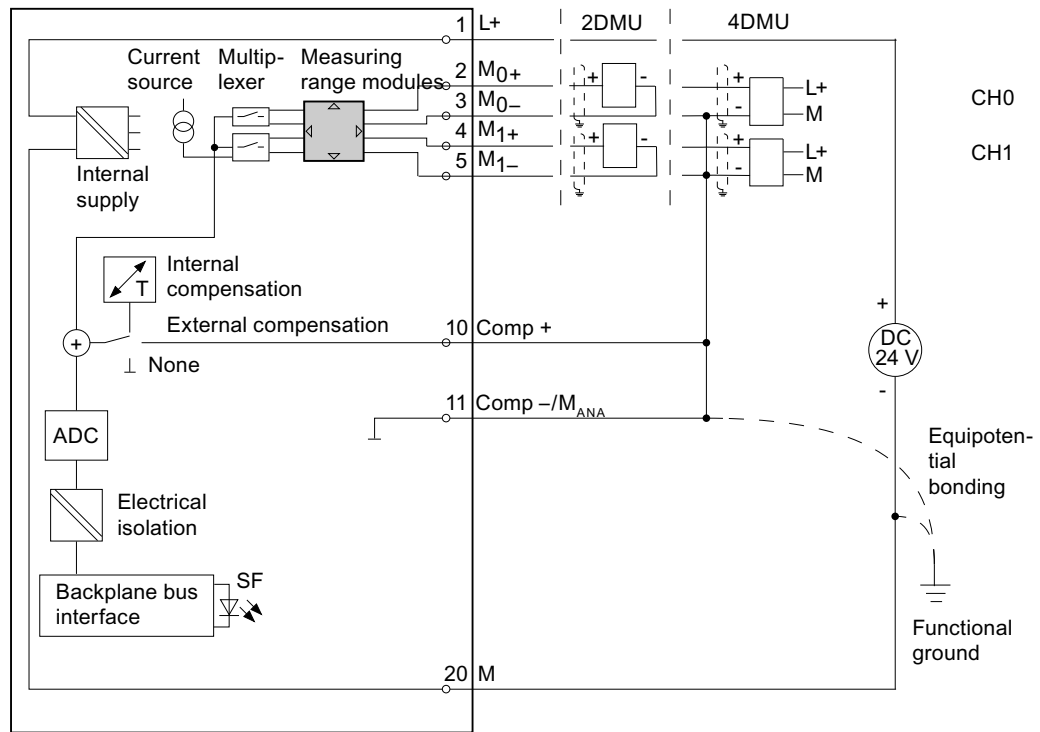 1 L+ 2DMU 4DMU
Current
source
Multip-
lexer
Measuring
range modules
2 M0+
3 M0–
4 M1+
5 M1–
+ -
+ -
+ L+
- M
+ L+
- M
CH0
CH1
Internal
supply
T
Internal
compensation
External compensation
10 Comp +
+
None
11 Comp –/MANA
+
DC
24 V
-
ADC
Equipoten-
tial
bonding
Electrical
isolation
Backplane bus
interface
SF
Functional
ground
20 M